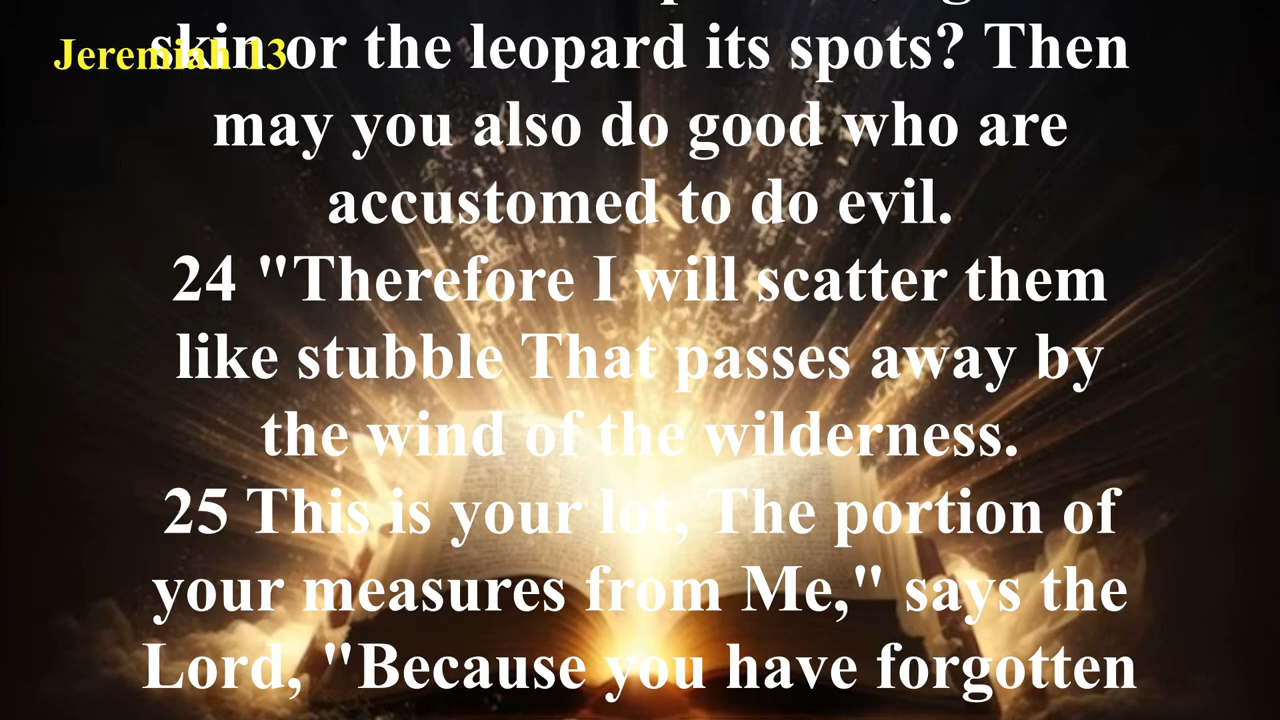 Jeremiah 13
skin or the leopard its spots? Then
may you also do good who are
accustomed to do evil.
24 "Therefore I will scatter them
like stubble That passes away by
the wind of the wilderness.
25 This is your lot, The portion of
your measures from Me," says the
Lord, "Because you have forgotten